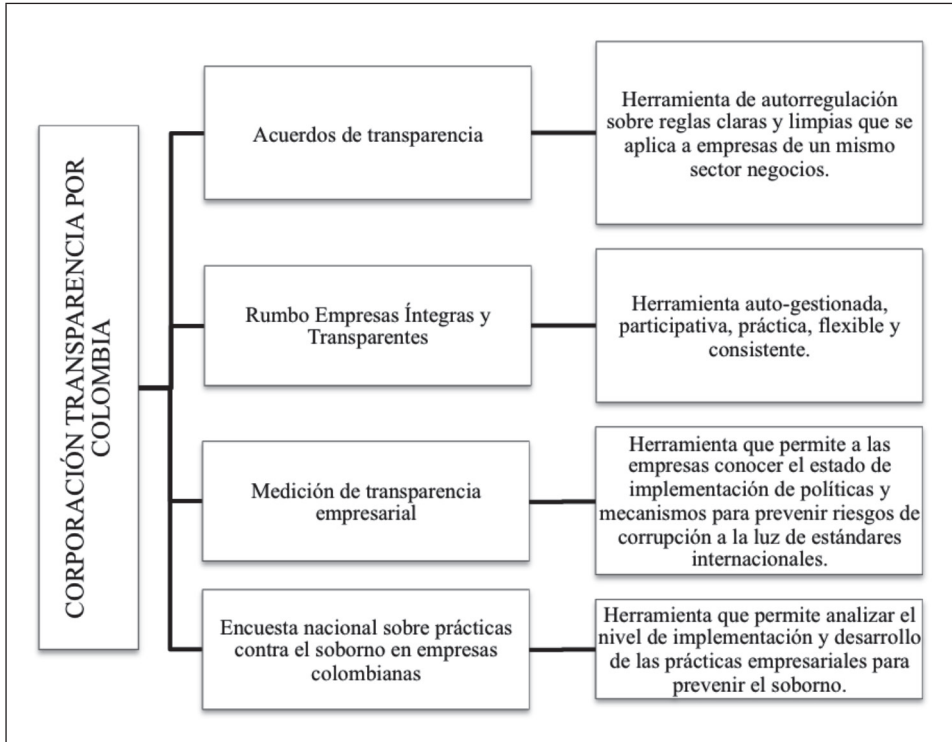 CORPORACIÓN TRANSPARENCIA POR
COLOMBIA
Acuerdos de transparencia
Herramienta de autorregulación
sobre reglas claras y limpias que se
aplica a empresas de un mismo
sector negocios.
Rumbo Empresas Íntegras y
Transparentes
Herramienta auto-gestionada,
participativa, práctica, flexible y
consistente.
Medición de transparencia
empresarial
Herramienta que permite a las
empresas conocer el estado de
implementación de políticas y
mecanismos para prevenir riesgos de
corrupción a la luz de estándares
internacionales.
Encuesta nacional sobre prácticas
contra el soborno en empresas
colombianas
Herramienta que permite analizar el
nivel de implementación y desarrollo
de las prácticas empresariales para
prevenir el soborno.